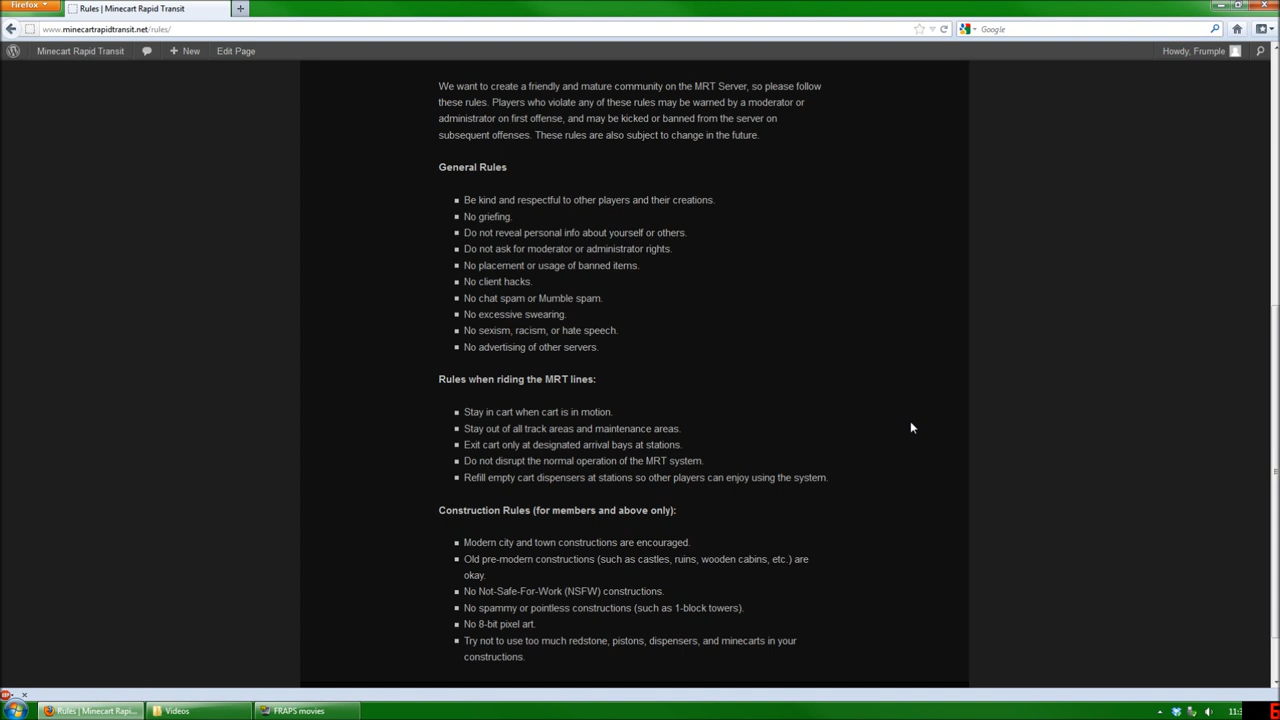 Firefox
Rules | Minecart Rapid Transit
www.minecartrapidtransit.net/rules/
Google
Minecart Rapid Transit
New
Edit Page
Howdy, Frumple
We want to create a friendly and mature community on the MRT Server, so please follow
these rules. Players who violate any of these rules may be warned by a moderator or
administrator on first offense, and may be kicked or banned from the server on
subsequent offenses. These rules are also subject to change in the future.
General Rules
Be kind and respectful to other players and their creations.
No griefing.
Do not reveal personal info about yourself or others.
Do not ask for moderator or administrator rights.
No placement or usage of banned items.
No client hacks.
No chat spam or Mumble spam.
No excessive swearing.
No sexism, racism, or hate speech.
No advertising of other servers.
Rules when riding the MRT lines:
Stay in cart when cart is in motion.
Stay out of all track areas and maintenance areas.
Exit cart only at designated arrival bays at stations.
Do not disrupt the normal operation of the MRT system.
Refill empty cart dispensers at stations so other players can enjoy using the system.
Construction Rules (for members and above only):
Modern city and town constructions are encouraged.
Old pre-modern constructions (such as castles, ruins, wooden cabins, etc.) are
okay.
No Not-Safe-For-Work (NSFW) constructions.
No spammy or pointless constructions (such as 1-block towers).
No 8-bit pixel art.
Try not to use too much redstone, pistons, dispensers, and minecarts in your
constructions.
Rules | Minecart Rapi...
Videos
FRAPS movies